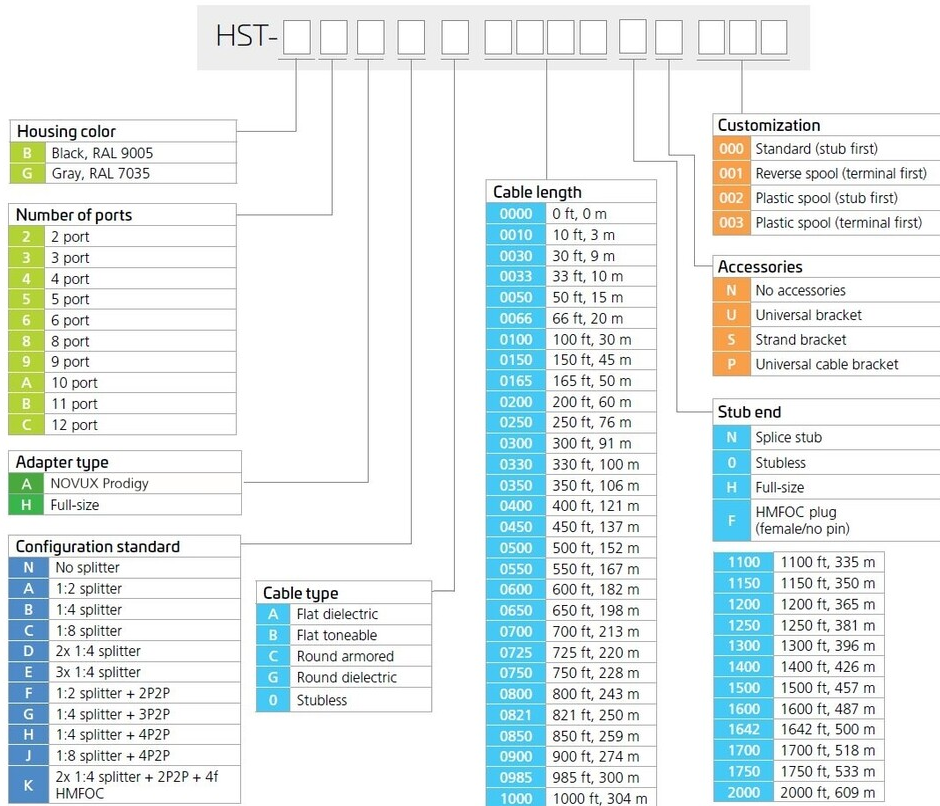 HST-
Housing color
B Black, RAL 9005
G Gray, RAL 7035
Number of ports
2 2 port
3 3 port
4 4 port
5 5 port
6 6 port
8 8 port
9 9 port
A 10 port
B 11 port
C 12 port
Adapter type
A NOVUX Prodigy
H Full-size
Configuration standard
N No splitter
A 1:2 splitter
B 1:4 splitter
C 1:8 splitter
D 2x 1:4 splitter
E 3x 1:4 splitter
F 1:2 splitter + 2P2P
G 1:4 splitter + 3P2P
H 1:4 splitter + 4P2P
J 1:8 splitter + 4P2P
K 2x 1:4 splitter + 2P2P + 4f
HMFOC
Cable type
A Flat dielectric
B Flat toneable
C Round armored
G Round dielectric
0 Stubless
Cable length
0000 0 ft, 0 m
0010 10 ft, 3 m
0030 30 ft, 9 m
0033 33 ft, 10 m
0050 50 ft, 15 m
0066 66 ft, 20 m
0100 100 ft, 30 m
0150 150 ft, 45 m
0165 165 ft, 50 m
0200 200 ft, 60 m
0250 250 ft, 76 m
0300 300 ft, 91 m
0330 330 ft, 100 m
0350 350 ft, 106 m
0400 400 ft, 121 m
0450 450 ft, 137 m
0500 500 ft, 152 m
0550 550 ft, 167 m
0600 600 ft, 182 m
0650 650 ft, 198 m
0700 700 ft, 213 m
0725 725 ft, 220 m
0750 750 ft, 228 m
0800 800 ft, 243 m
0821 821 ft, 250 m
0850 850 ft, 259 m
0900 900 ft, 274 m
0985 985 ft, 300 m
1000 1000 ft, 304 m
1100 1100 ft, 335 m
1150 1150 ft, 350 m
1200 1200 ft, 365 m
1250 1250 ft, 381 m
1300 1300 ft, 396 m
1400 1400 ft, 426 m
1500 1500 ft, 457 m
1600 1600 ft, 487 m
1642 1642 ft, 500 m
1700 1700 ft, 518 m
1750 1750 ft, 533 m
2000 2000 ft, 609 m
Stub end
N Splice stub
0 Stubless
H Full-size
F HMFOC plug
(female/no pin)
Accessories
N No accessories
U Universal bracket
S Strand bracket
P Universal cable bracket
Customization
000 Standard (stub first)
001 Reverse spool (terminal first)
002 Plastic spool (stub first)
003 Plastic spool (terminal first)